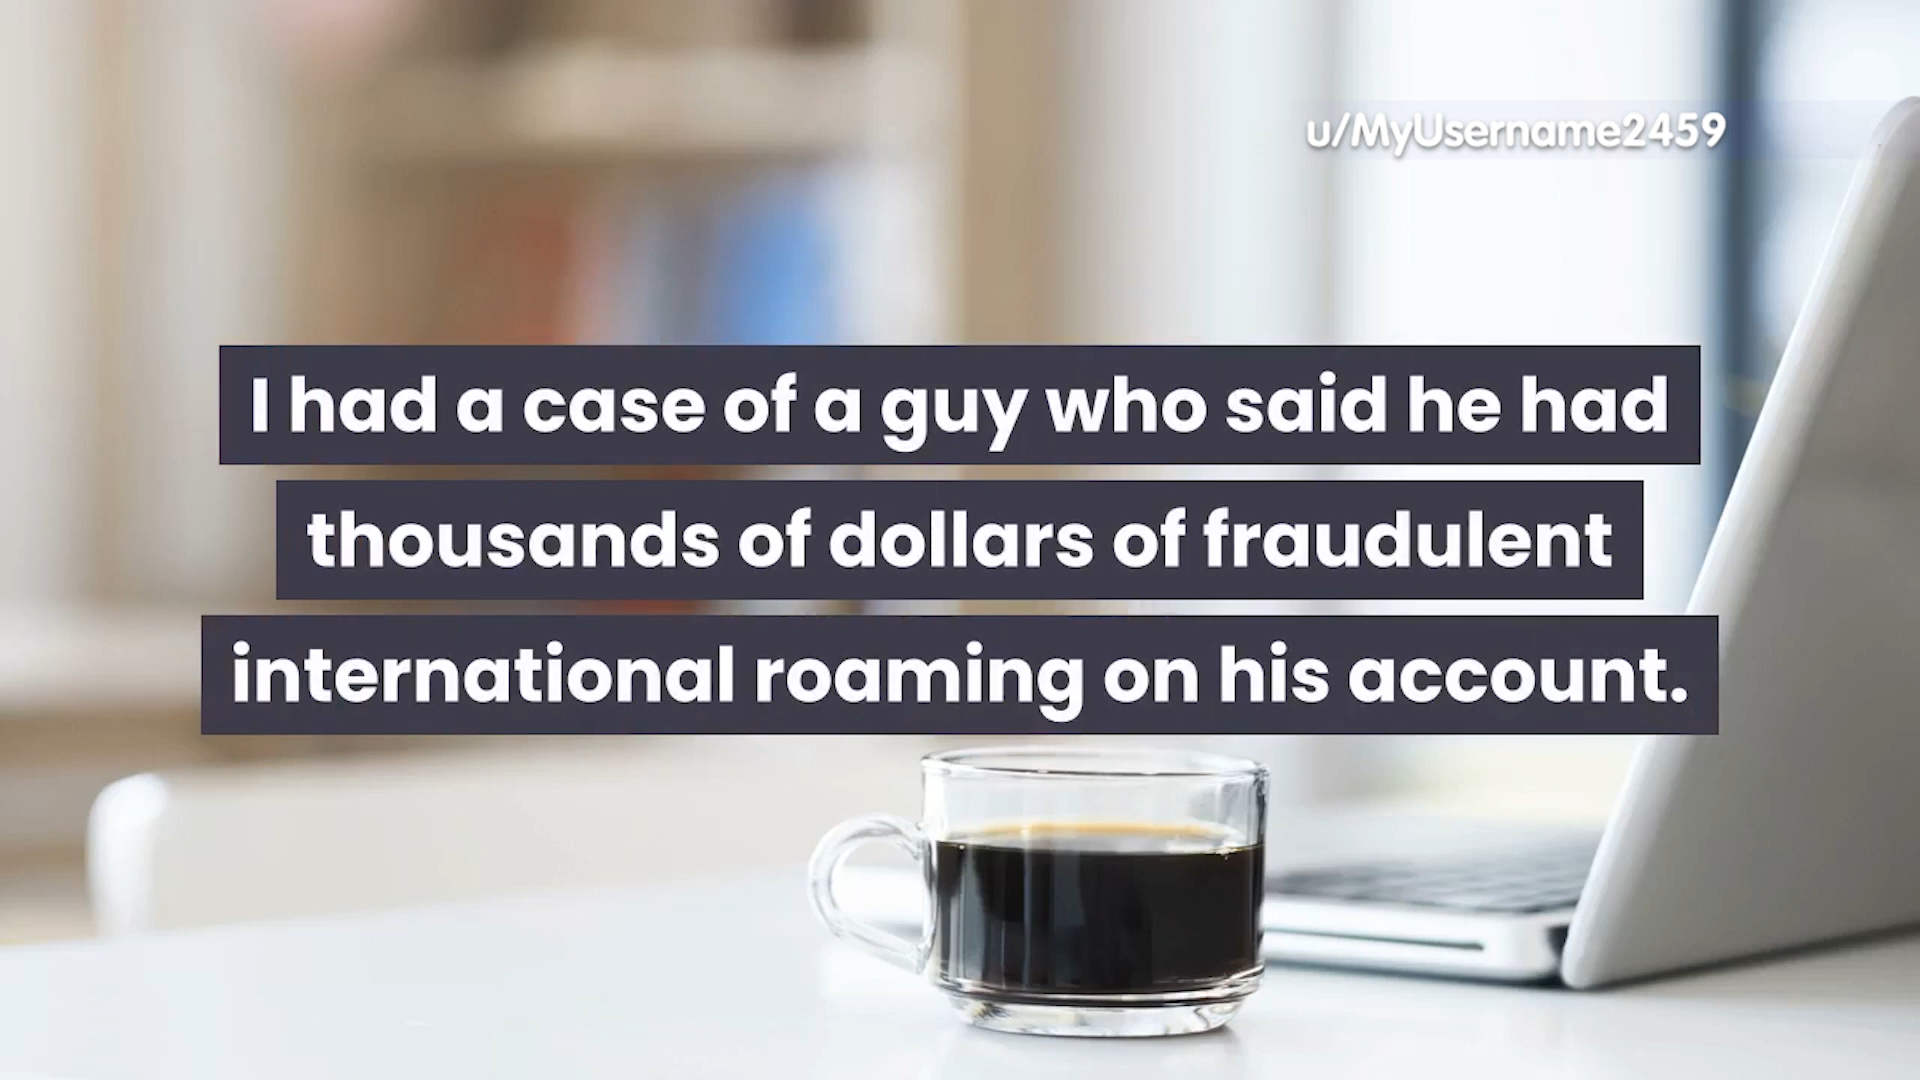 u/MyUsername2459
I had a case of a guy who said he had
thousands of dollars of fraudulent
international roaming on his account.